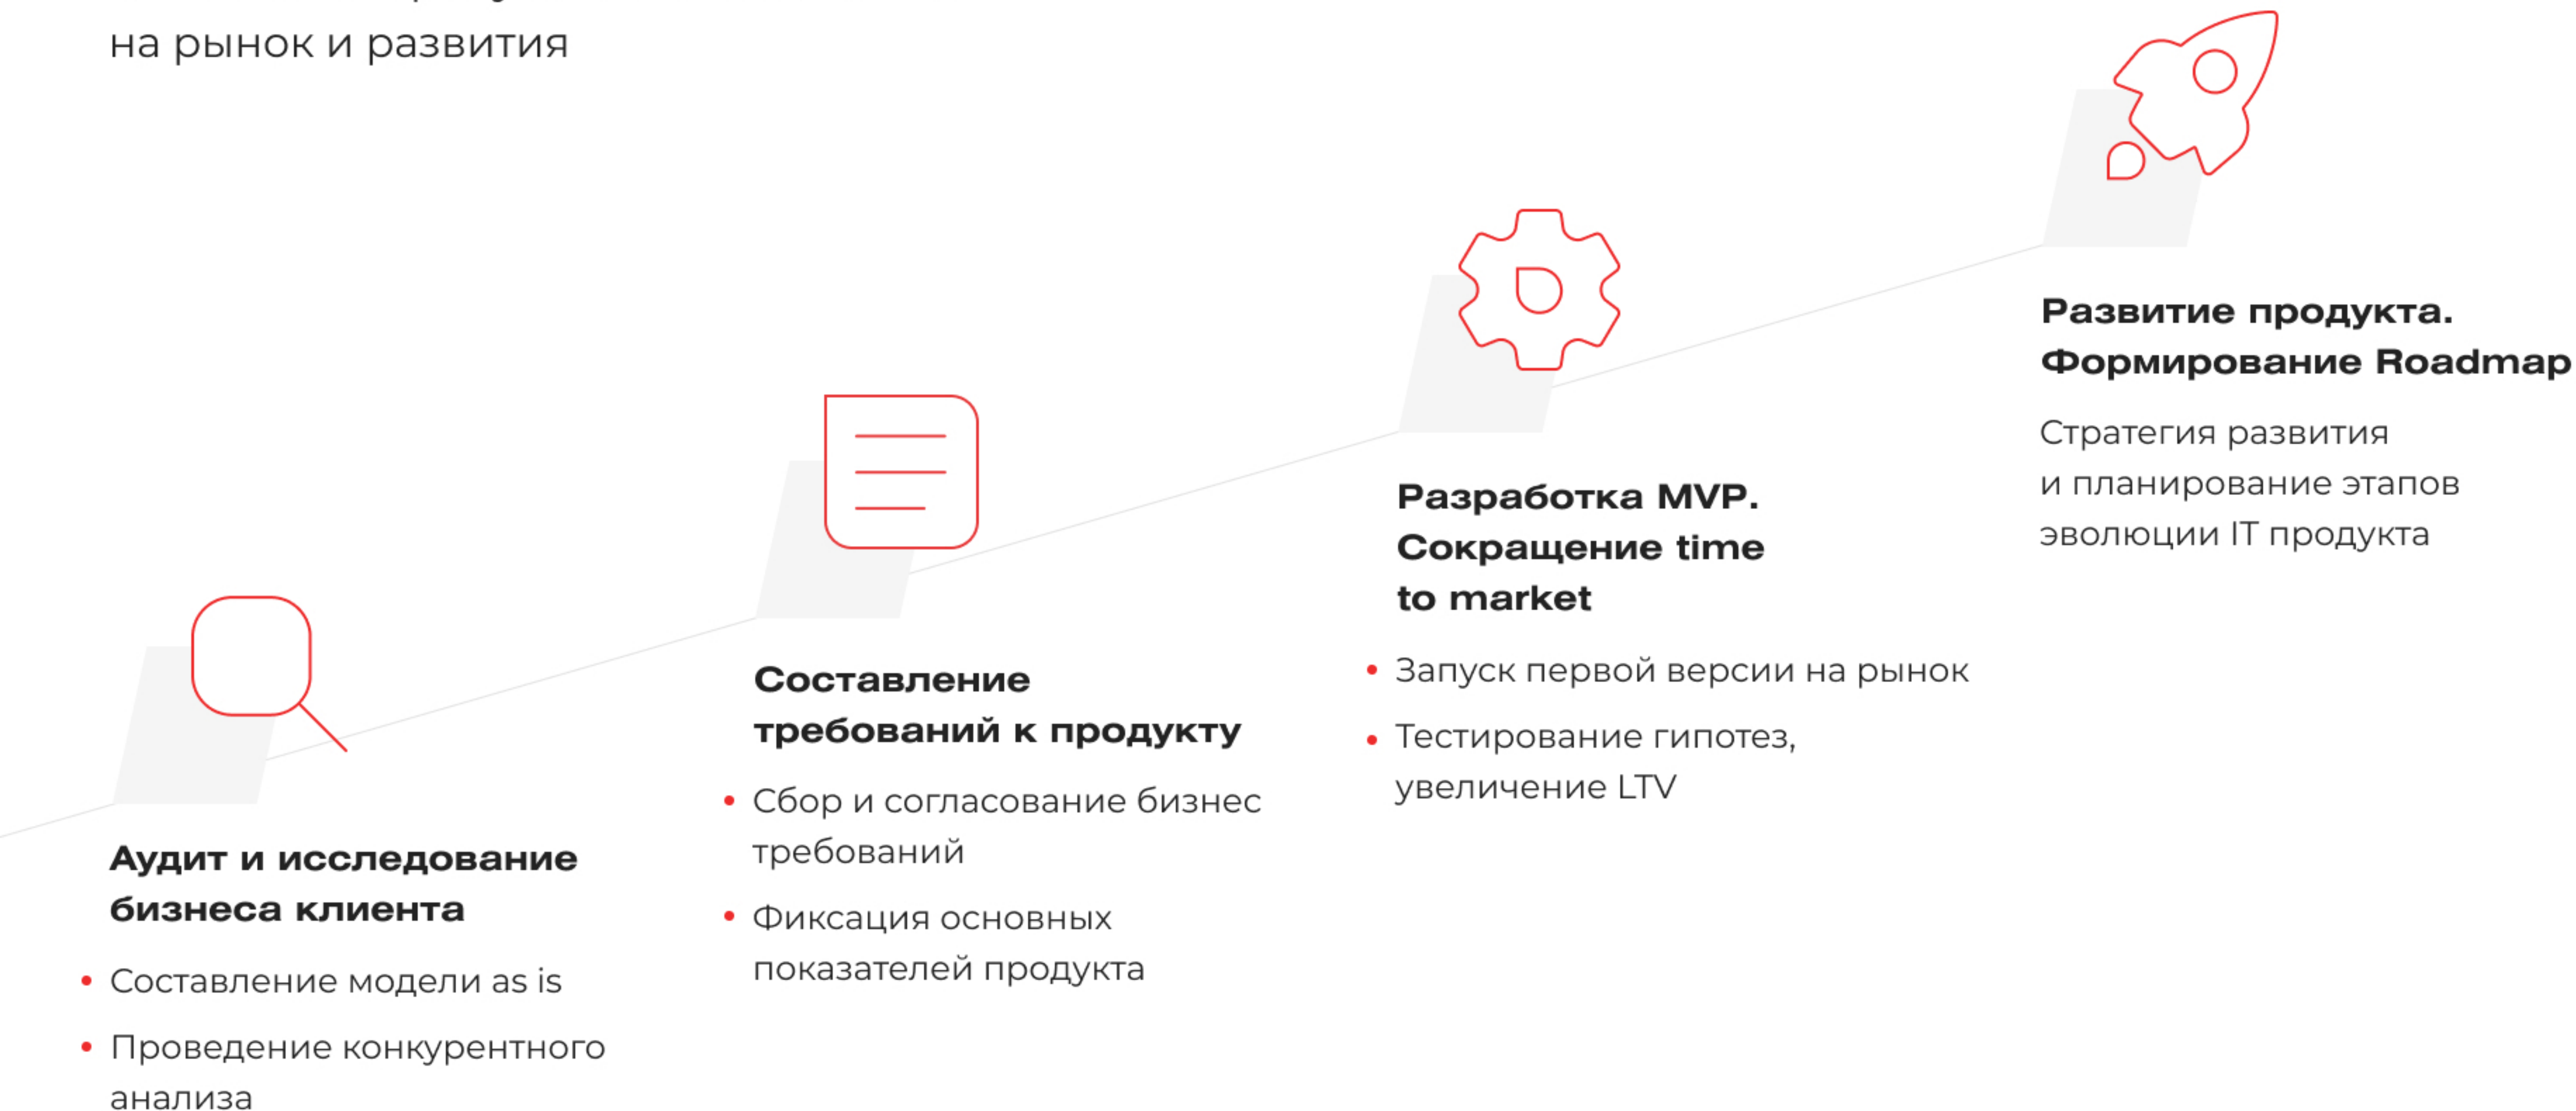 на рынок и развития
Аудит и исследование
бизнеса клиента
Составление модели as is
Проведение конкурентного
анализа
Составление
требований к продукту
Сбор и согласование бизнес
требований
Фиксация основных
показателей продукта
Разработка MVP.
Сокращение time
to market
Запуск первой версии на рынок
Тестирование гипотез,
увеличение LTV
Развитие продукта.
Формирование Roadmap
Стратегия развития
и планирование этапов
эволюции IT продукта